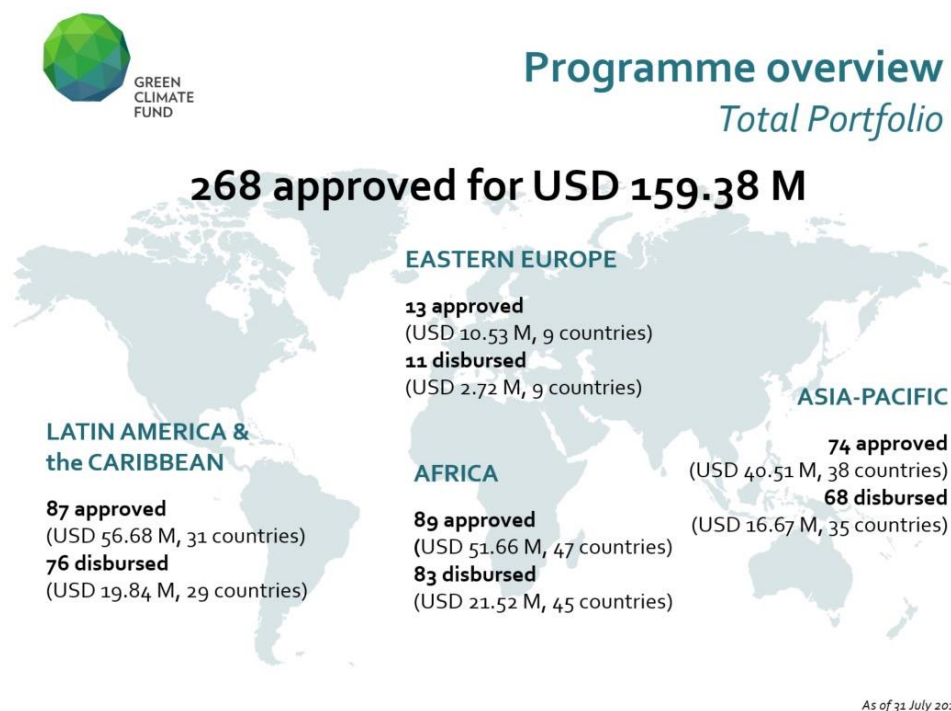 GREEN
CLIMATE
FUND
Programme overview
Total Portfolio
268 approved for USD 159.38 M
EASTERN EUROPE
13 approved
(USD 10.53 M, 9 countries)
11 disbursed
(USD 2.72 M, 9 countries)
LATIN AMERICA &
the CARIBBEAN
87 approved
(USD 56.68 M, 31 countries)
76 disbursed
(USD 19.84 M, 29 countries)
AFRICA
89 approved
(USD 51.66 M, 47 countries)
83 disbursed
(USD 21.52 M, 45 countries)
ASIA-PACIFIC
74 approved
(USD 40.51 M, 38 countries)
68 disbursed
(USD 16.67 M, 35 countries)
As of 31 July